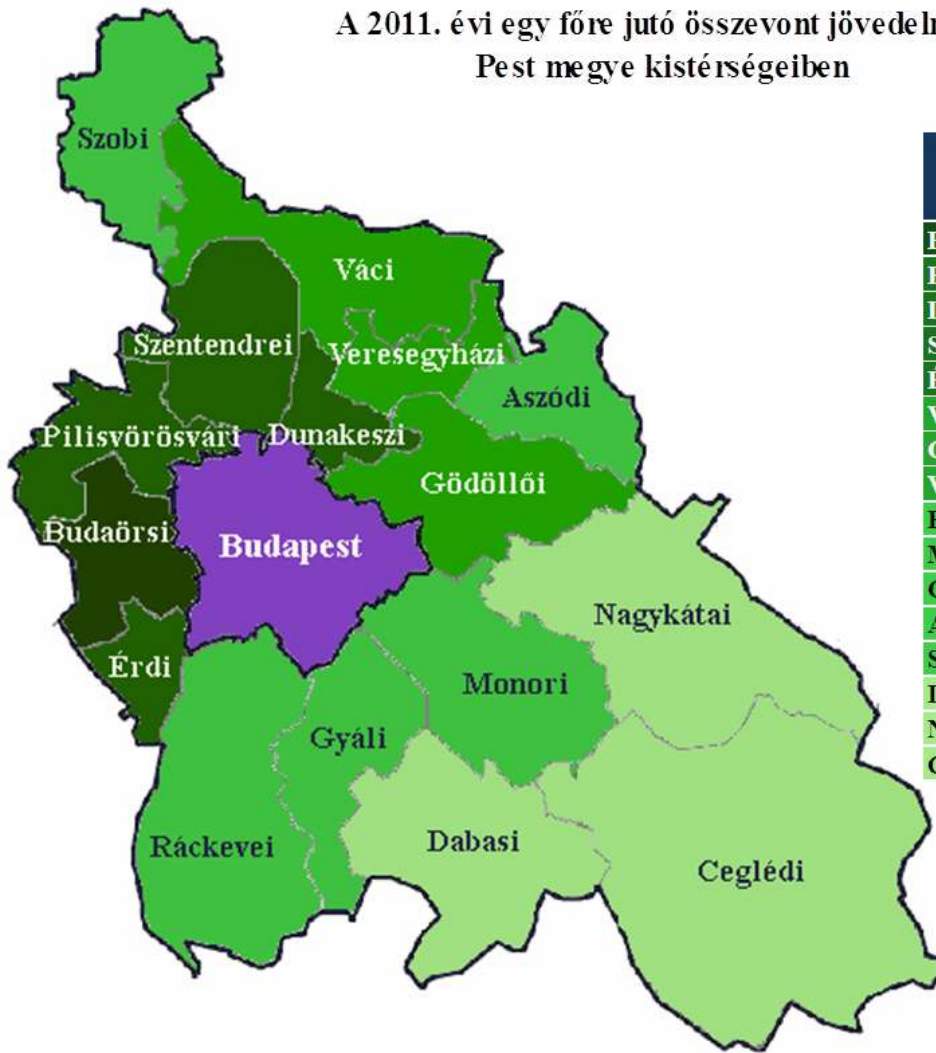 A 2011. évi egy főre jutó összevont
Pest megye kistérségeiben
Szobi
Váci
Szentendrei
Veresegyházi
Aszódi
Pilisvörösvári
Dunakeszi
Gödöllői
Budaörsi
Budapest
Nagykátai
Érdi
Monori
Gyáli
Ráckevei
Dabasi
Ceglédi